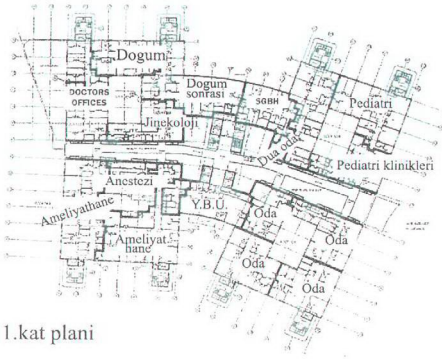 Dogum
DOCTORS
OFFICES
Dogum
sonrası
SGBH
Pediatri
Jinekoloji
Dua oda
Pediatri klinikleri
Anestezi
Ameliyathane
Y.B.Ü.
Ameliyat
hane
Oda
Oda
Oda
Oda
Oda
1.kat plani